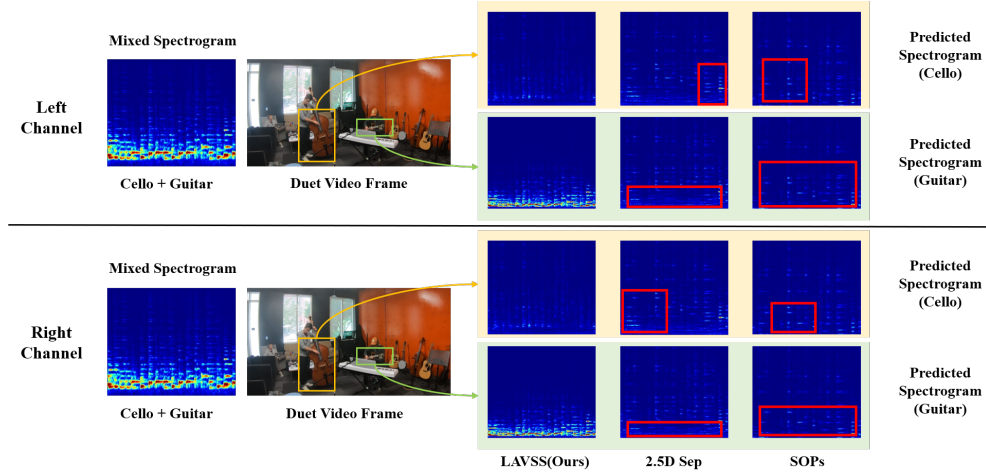 Mixed Spectrogram
Left
Channel
Cello + Guitar
Duet Video Frame
Predicted
Spectrogram
(Cello)
Predicted
Spectrogram
(Guitar)
Mixed Spectrogram
Right
Channel
Cello + Guitar
Duet Video Frame
Predicted
Spectrogram
(Cello)
Predicted
Spectrogram
(Guitar)
LAVSS(Ours)
2.5D Sep
SOPs